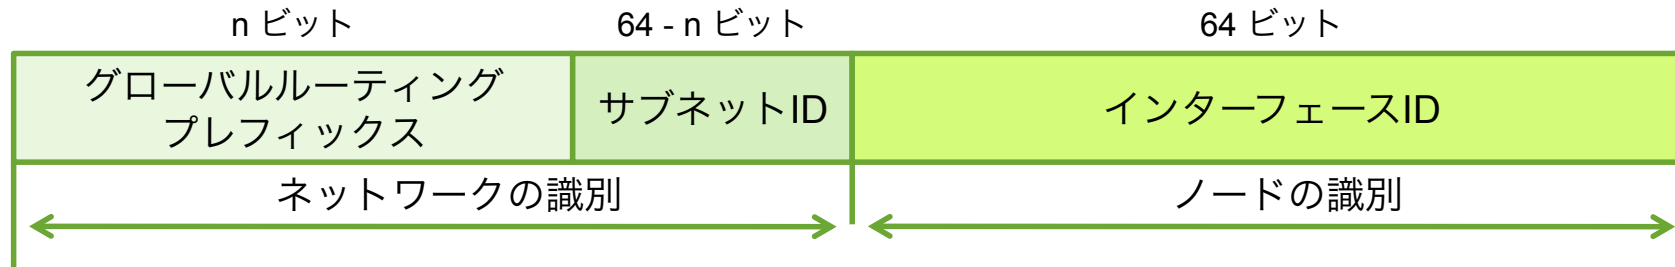 n ビット
64 - n ビット
64 ビット
グローバルルーティング
プレフィックス
サブネットID
インターフェースID
ネットワークの識別
ノードの識別